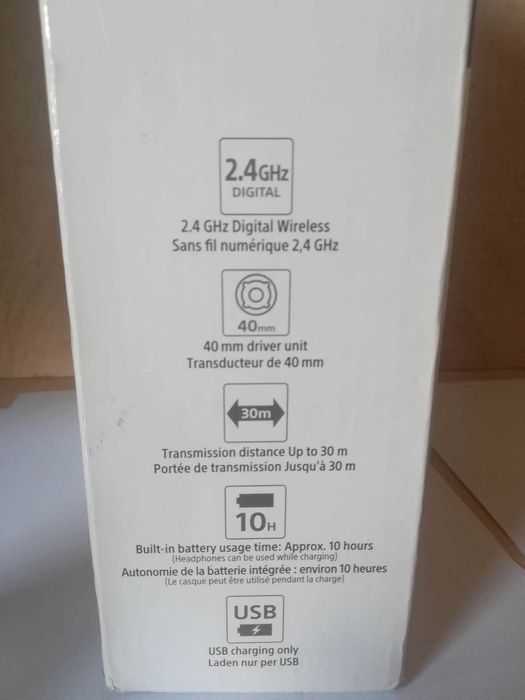 2.4GHz
DIGITAL
2.4 GHz Digital Wireless
Sans fil numérique 2,4 GHz
40mm
40 mm driver unit
Transducteur de 40 mm
30m
Transmission distance Up to 30 m
Portée de transmission Jusqu'à 30 m
10H
Built-in battery usage time: Approx. 10 hours
(Headphones can be used while charging)
Autonomie de la batterie intégrée : environ 10 heures
(Le casque peut être utilisé pendant la charge)
USB
USB charging only
Laden nur per USB